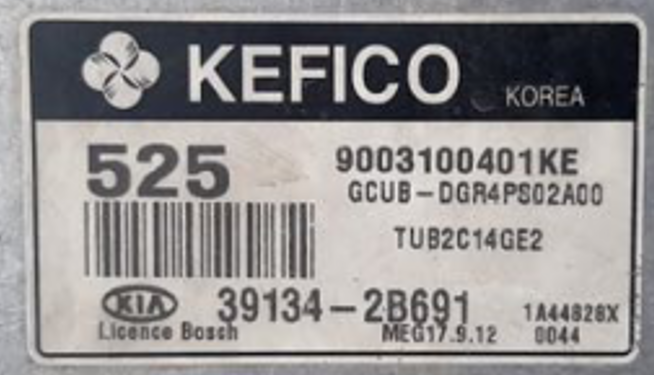 KEFICO KOREA
525 9003100401KE
GCUB-DGR4PS02A00
TUB2C14GE2
KIA 39134-2B691 1A44828X
Licence Bosch MEG17.9.12 0044